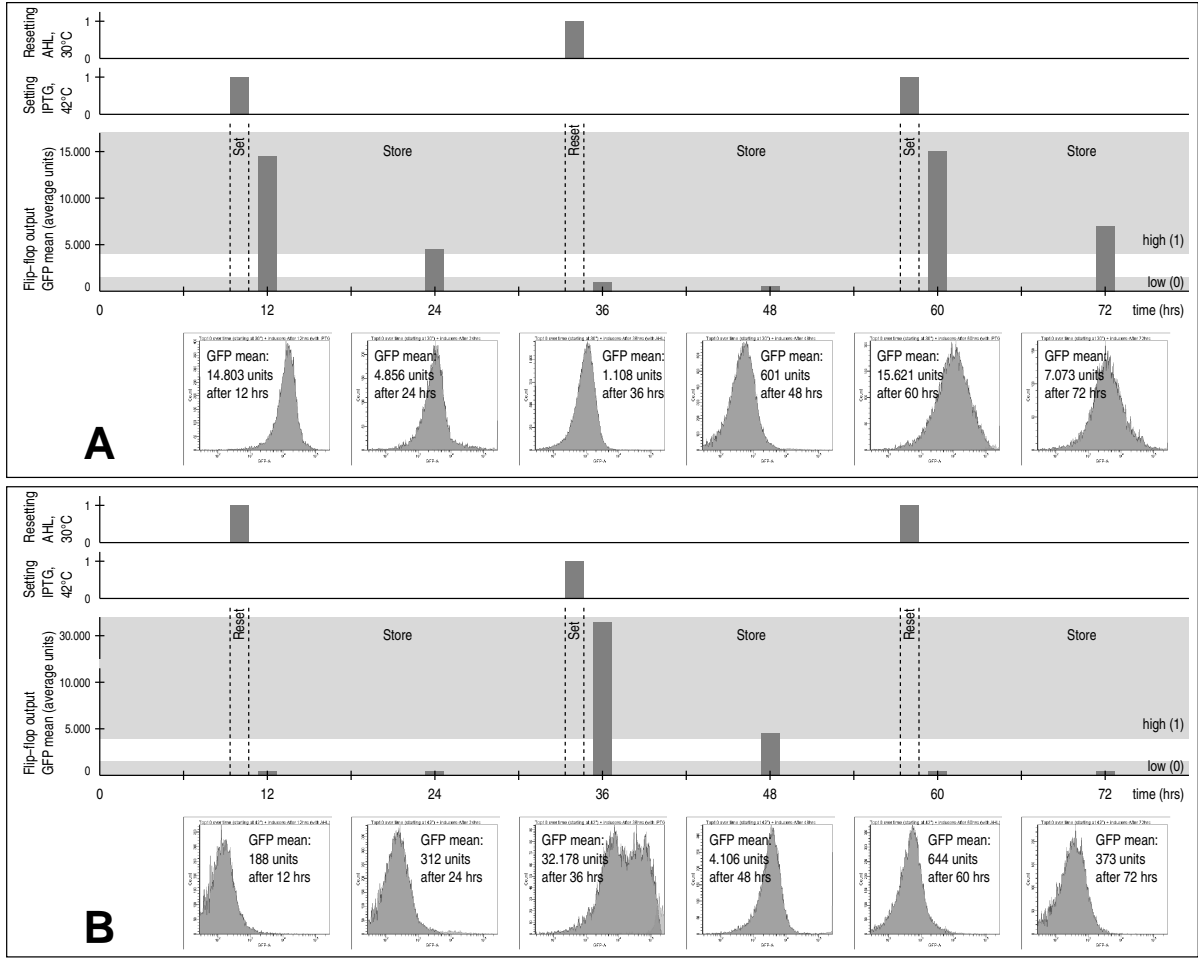 Resetting
AHL,
30°C
1
0
Setting
IPTG,
42°C
1
0
Flip-flop output
GFP mean (average units)
15.000
10.000
5.000
0
Set
Store
Reset
Store
Set
Store
high (1)
low (0)
0
12
24
36
48
60
72
time (hrs)
GFP mean:
14.803 units
after 12 hrs
GFP mean:
4.856 units
after 24 hrs
GFP mean:
1.108 units
after 36 hrs
GFP mean:
601 units
after 48 hrs
GFP mean:
15.621 units
after 60 hrs
GFP mean:
7.073 units
after 72 hrs
Count
GFP-A
A
Resetting
AHL,
30°C
1
0
Setting
IPTG,
42°C
1
0
Flip-flop output
GFP mean (average units)
30.000
10.000
5.000
0
Reset
Store
Set
Store
Reset
Store
high (1)
low (0)
0
12
24
36
48
60
72
time (hrs)
GFP mean:
188 units
after 12 hrs
GFP mean:
312 units
after 24 hrs
GFP mean:
32.178 units
after 36 hrs
GFP mean:
4.106 units
after 48 hrs
GFP mean:
644 units
after 60 hrs
GFP mean:
373 units
after 72 hrs
Count
GFP-A
B